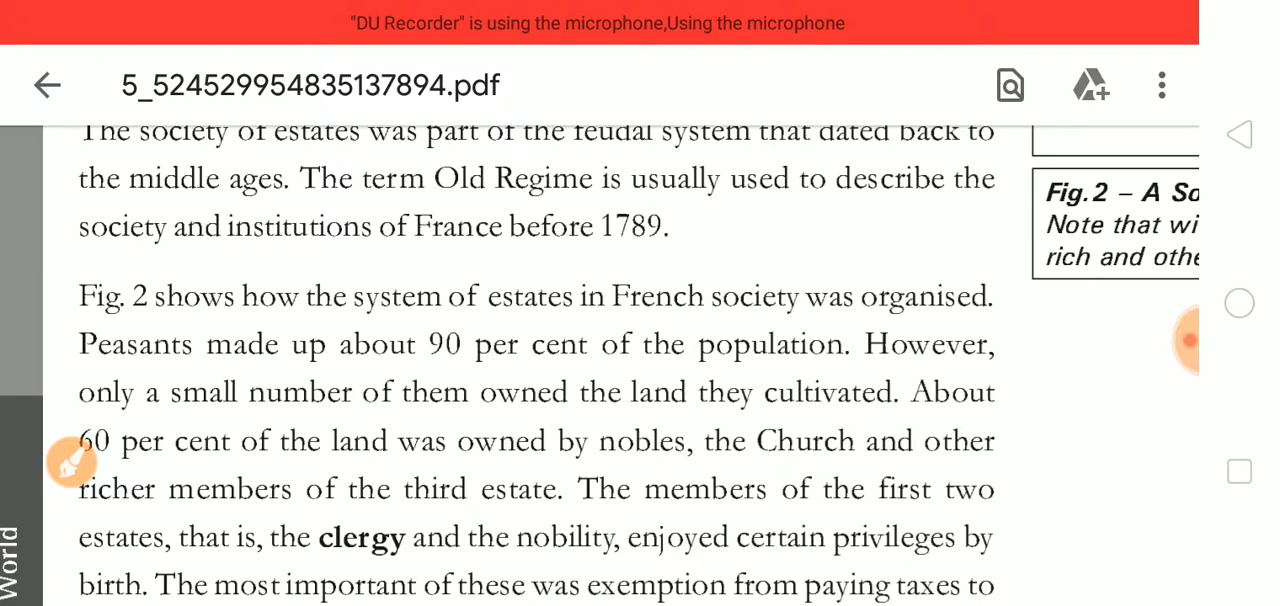 "DU Recorder" is using the microphone,Using the microphone
5_524529954835137894.pdf
The society of estates was part of the feudal system that dated back to
the middle ages. The term Old Regime is usually used to describe the
society and institutions of France before 1789.
Fig. 2 shows how the system of estates in French society was organised.
Peasants made up about 90 per cent of the population. However,
only a small number of them owned the land they cultivated. About
60 per cent of the land was owned by nobles, the Church and other
richer members of the third estate. The members of the first two
estates, that is, the clergy and the nobility, enjoyed certain privileges by
birth. The most important of these was exemption from paying taxes to
Fig. 2 – A So
Note that wi
rich and othe
World